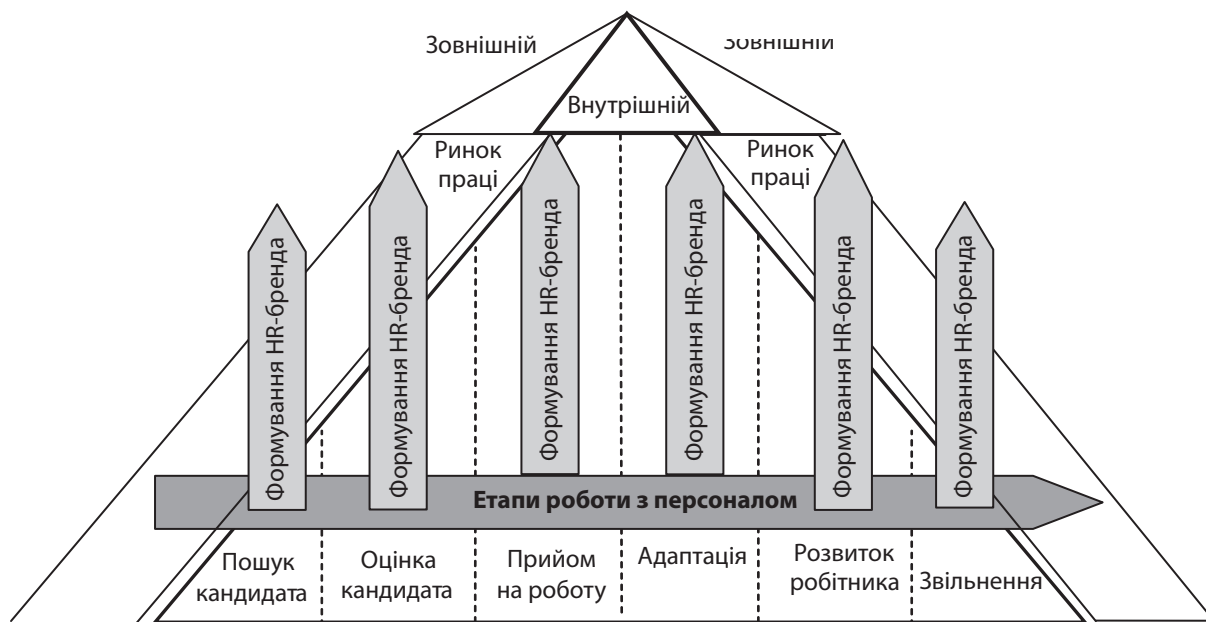 Зовнішній
Зовнішній
Внутрішній
Ринок
праці
Ринок
праці
Формування HR-бренда
Формування HR-бренда
Формування HR-бренда
Формування HR-бренда
Формування HR-бренда
Формування HR-бренда
Етапи роботи з персоналом
Пошук
кандидата
Оцінка
кандидата
Прийом
на роботу
Адаптація
Розвиток
робітника
Звільнення